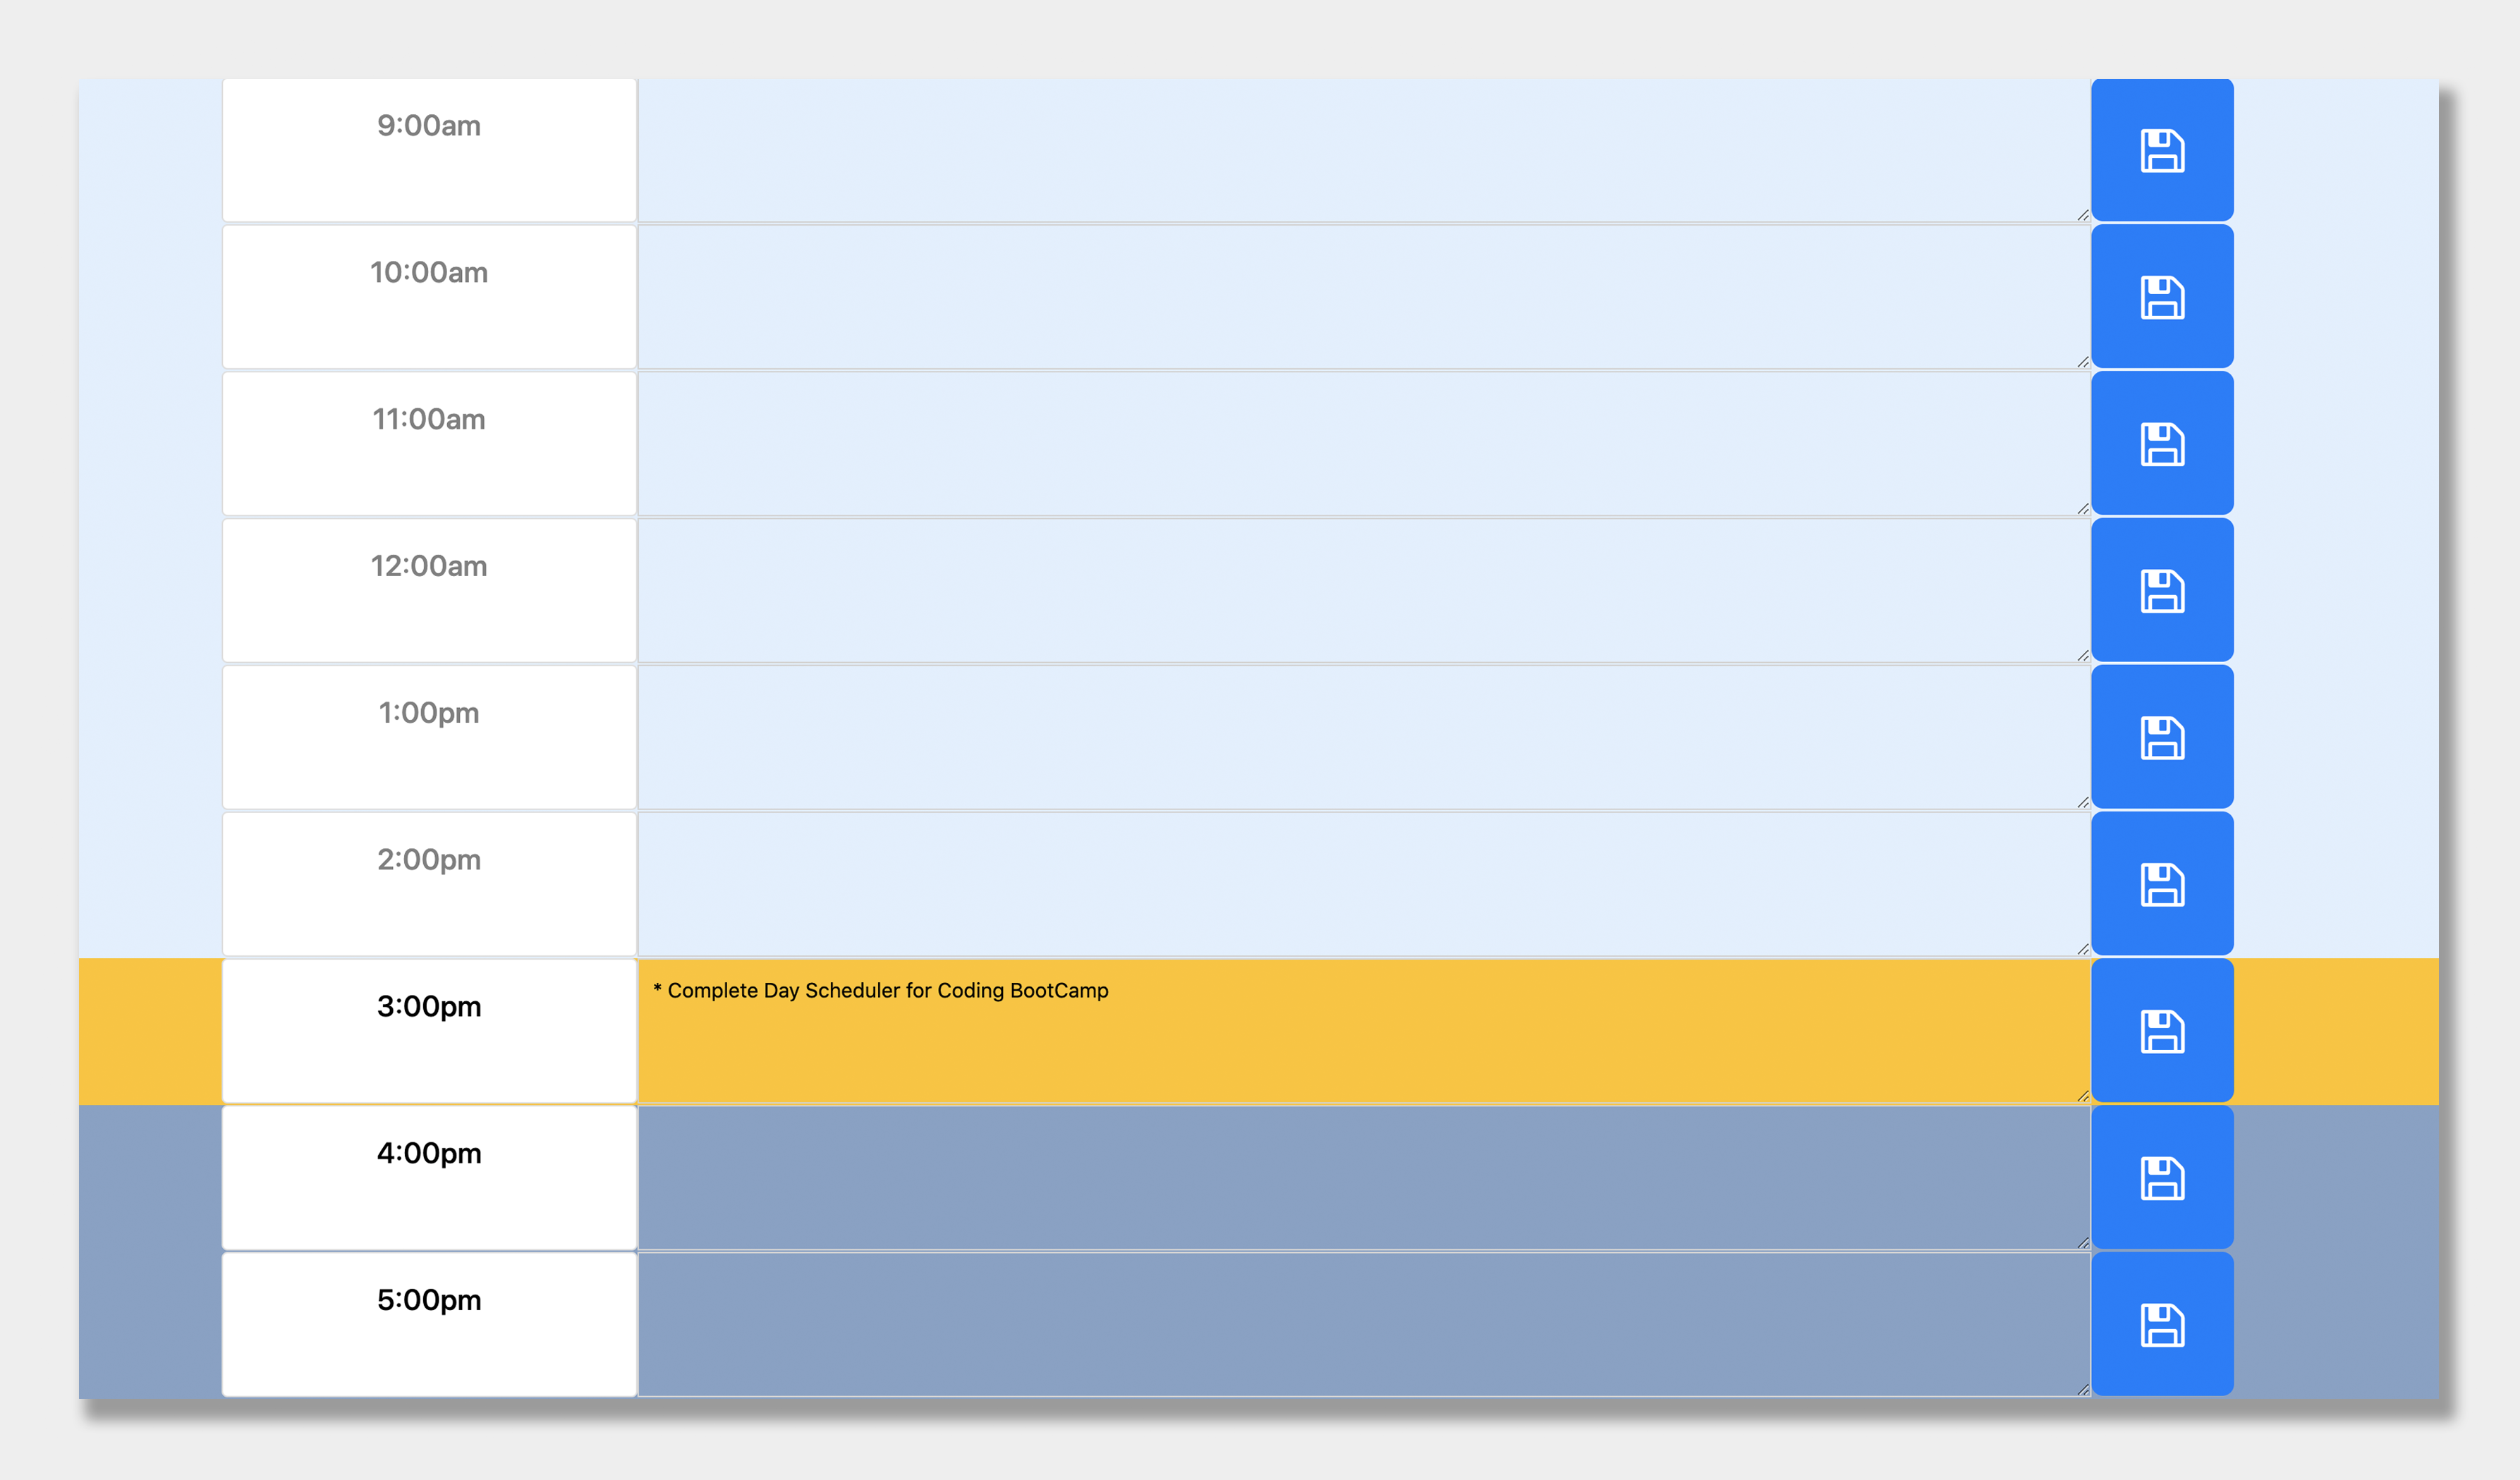 9:00am
10:00am
11:00am
12:00am
1:00pm
2:00pm
3:00pm
* Complete Day Scheduler for Coding BootCamp
4:00pm
5:00pm